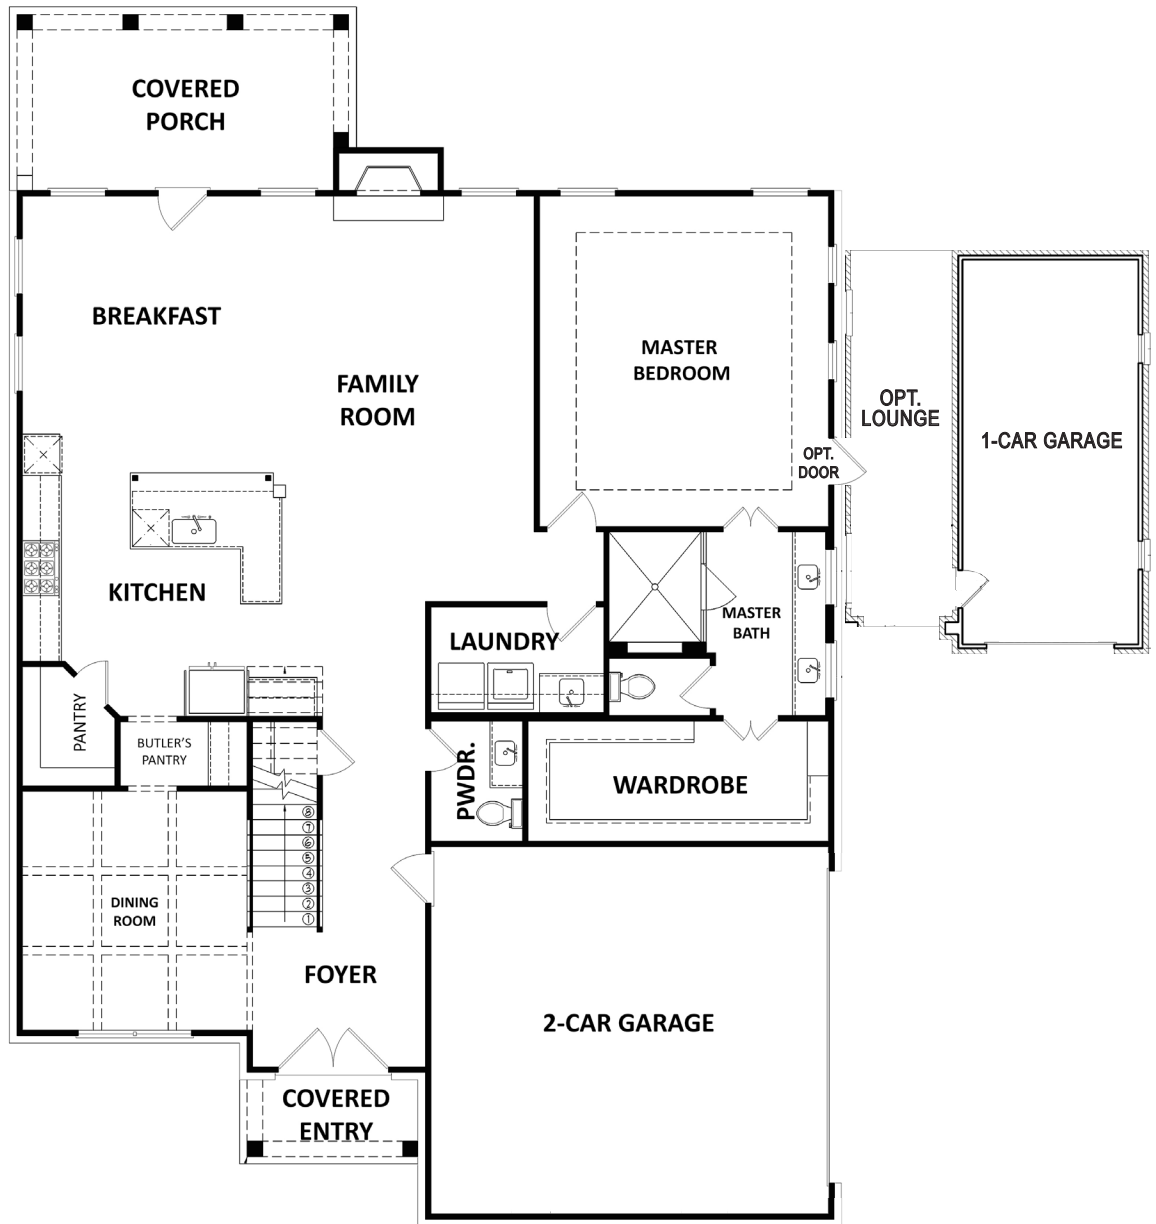 COVERED
PORCH
BREAKFAST
FAMILY
ROOM
MASTER
BEDROOM
OPT.
LOUNGE
1-CAR GARAGE
OPT.
DOOR
KITCHEN
LAUNDRY
MASTER
BATH
PANTRY
BUTLER'S
PANTRY
PWDR.
WARDROBE
8
7
6
5
4
3
2
1
DINING
ROOM
FOYER
2-CAR GARAGE
COVERED
ENTRY